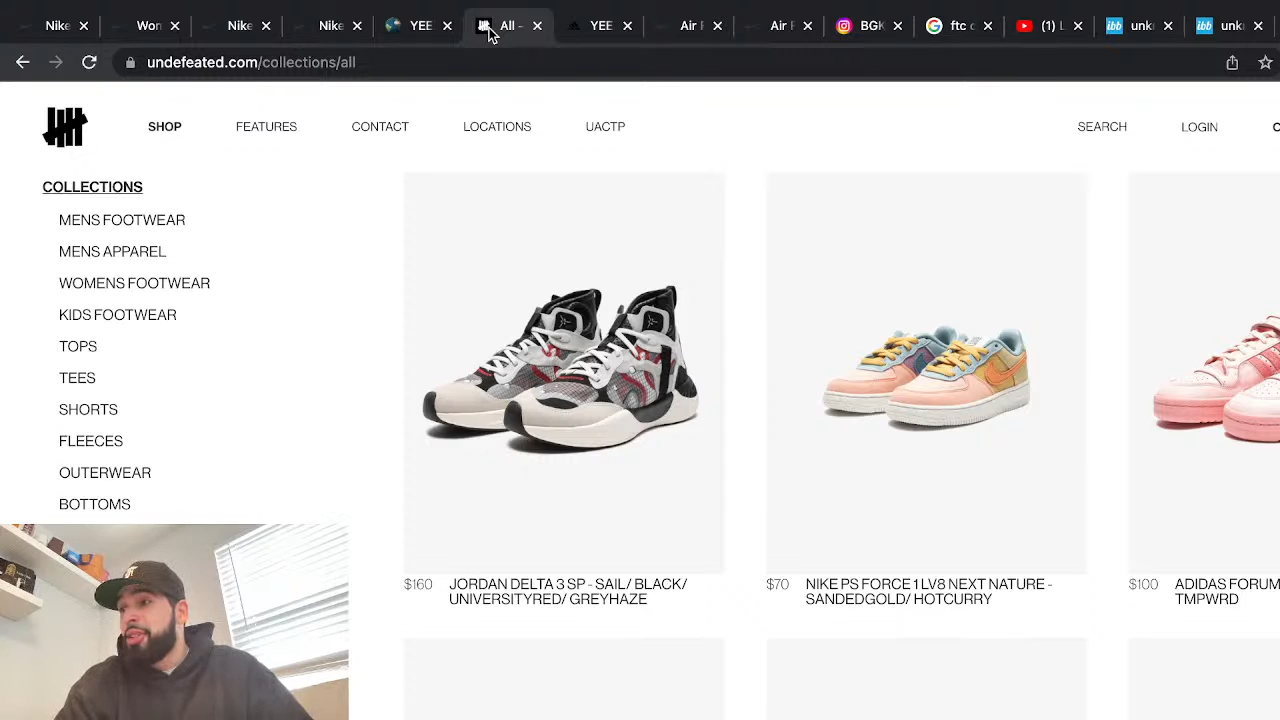 Nike
Won
Nike
Nike
YEE
All -
YEE
Air
Air
BGK
ftc c
(1) L
ibb
unk
ibb
unk
undefeated.com/collections/all
SHOP
FEATURES
CONTACT
LOCATIONS
UACTP
SEARCH
LOGIN
COLLECTIONS
MENS FOOTWEAR
MENS APPAREL
WOMENS FOOTWEAR
KIDS FOOTWEAR
TOPS
TEES
SHORTS
FLEECES
OUTERWEAR
BOTTOMS
$160 JORDAN DELTA 3 SP - SAIL/ BLACK/
UNIVERSITYRED/ GREYHAZE
$70 NIKE PS FORCE 1 LV8 NEXT NATURE -
SANDEDGOLD/ HOTCURRY
$100 ADIDAS FORUM
TMPWRD